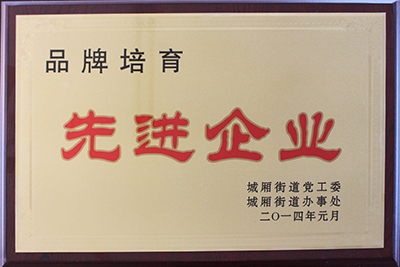 品牌培育
先进企业
城厢街道党工委
城厢街道办事处
二〇一四年元月